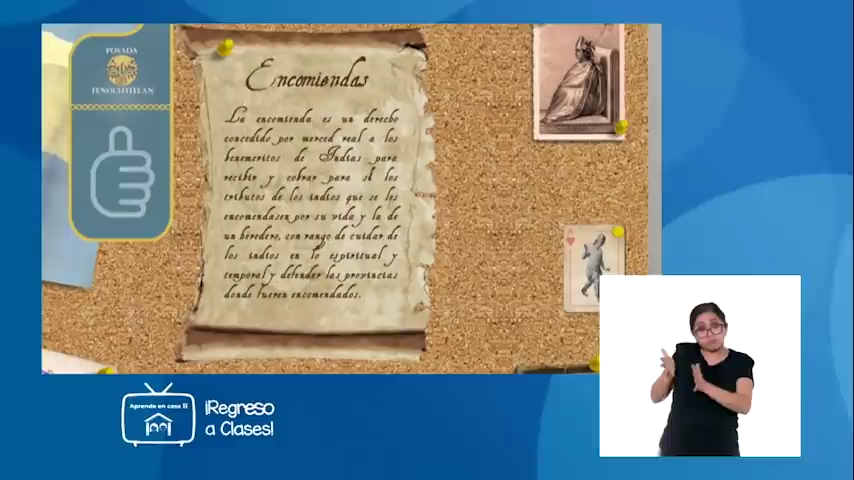 POSADA
TENOCHTITLAN
Encomiendas
La encomienda es un derecho
concedido por merced real a los
benemeritos de Indias para
recibir y cobrar para sí los
tributos de los indios que se les
encomendasen por su vida y la de
un heredero, con rango de cuidar de
los indios en lo espiritual y
temporal y defender las provincias
donde fueren encomendados.
Aprende en casa II
¡Regreso
a Clases!